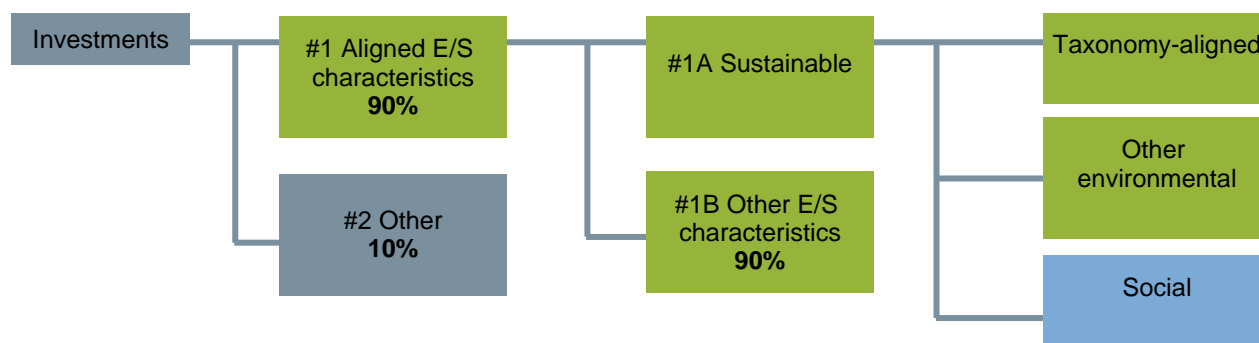 Investments
#1 Aligned E/S
characteristics
90%
#2 Other
10%
#1A Sustainable
#1B Other E/S
characteristics
90%
Taxonomy-aligned
Other
environmental
Social